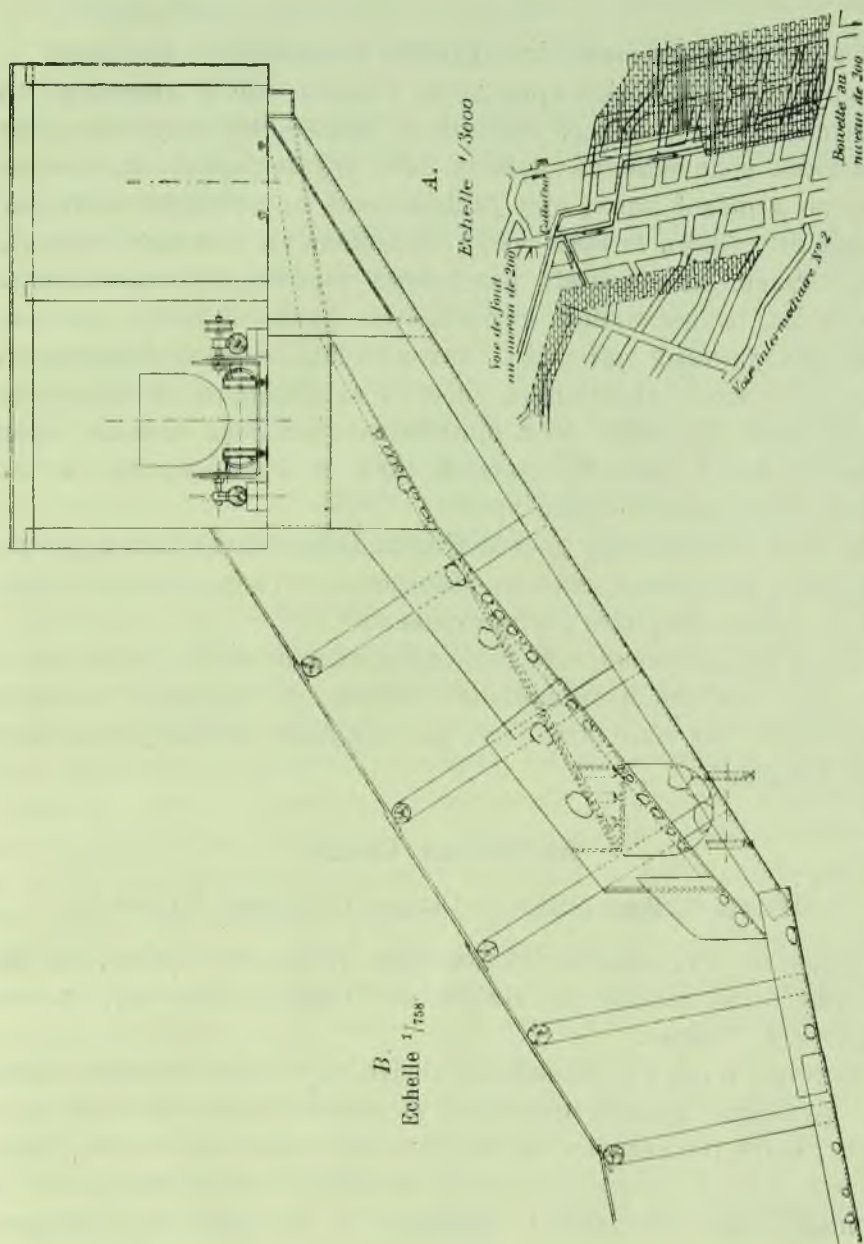 A.
Echelle 1/3000
Voie de fond
au niveau de 200
Voie intermédiaire Nº 2
Bowette au
niveau de 200
B.
Echelle 1/758